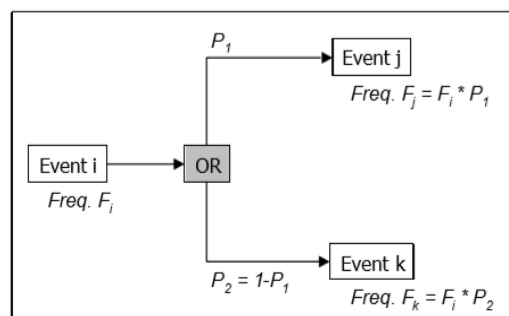 P1
Event j
Freq. Fj = Fi * P1
Event i
OR
Freq. Fi
P2 = 1-P1
Event k
Freq. Fk = Fi * P2